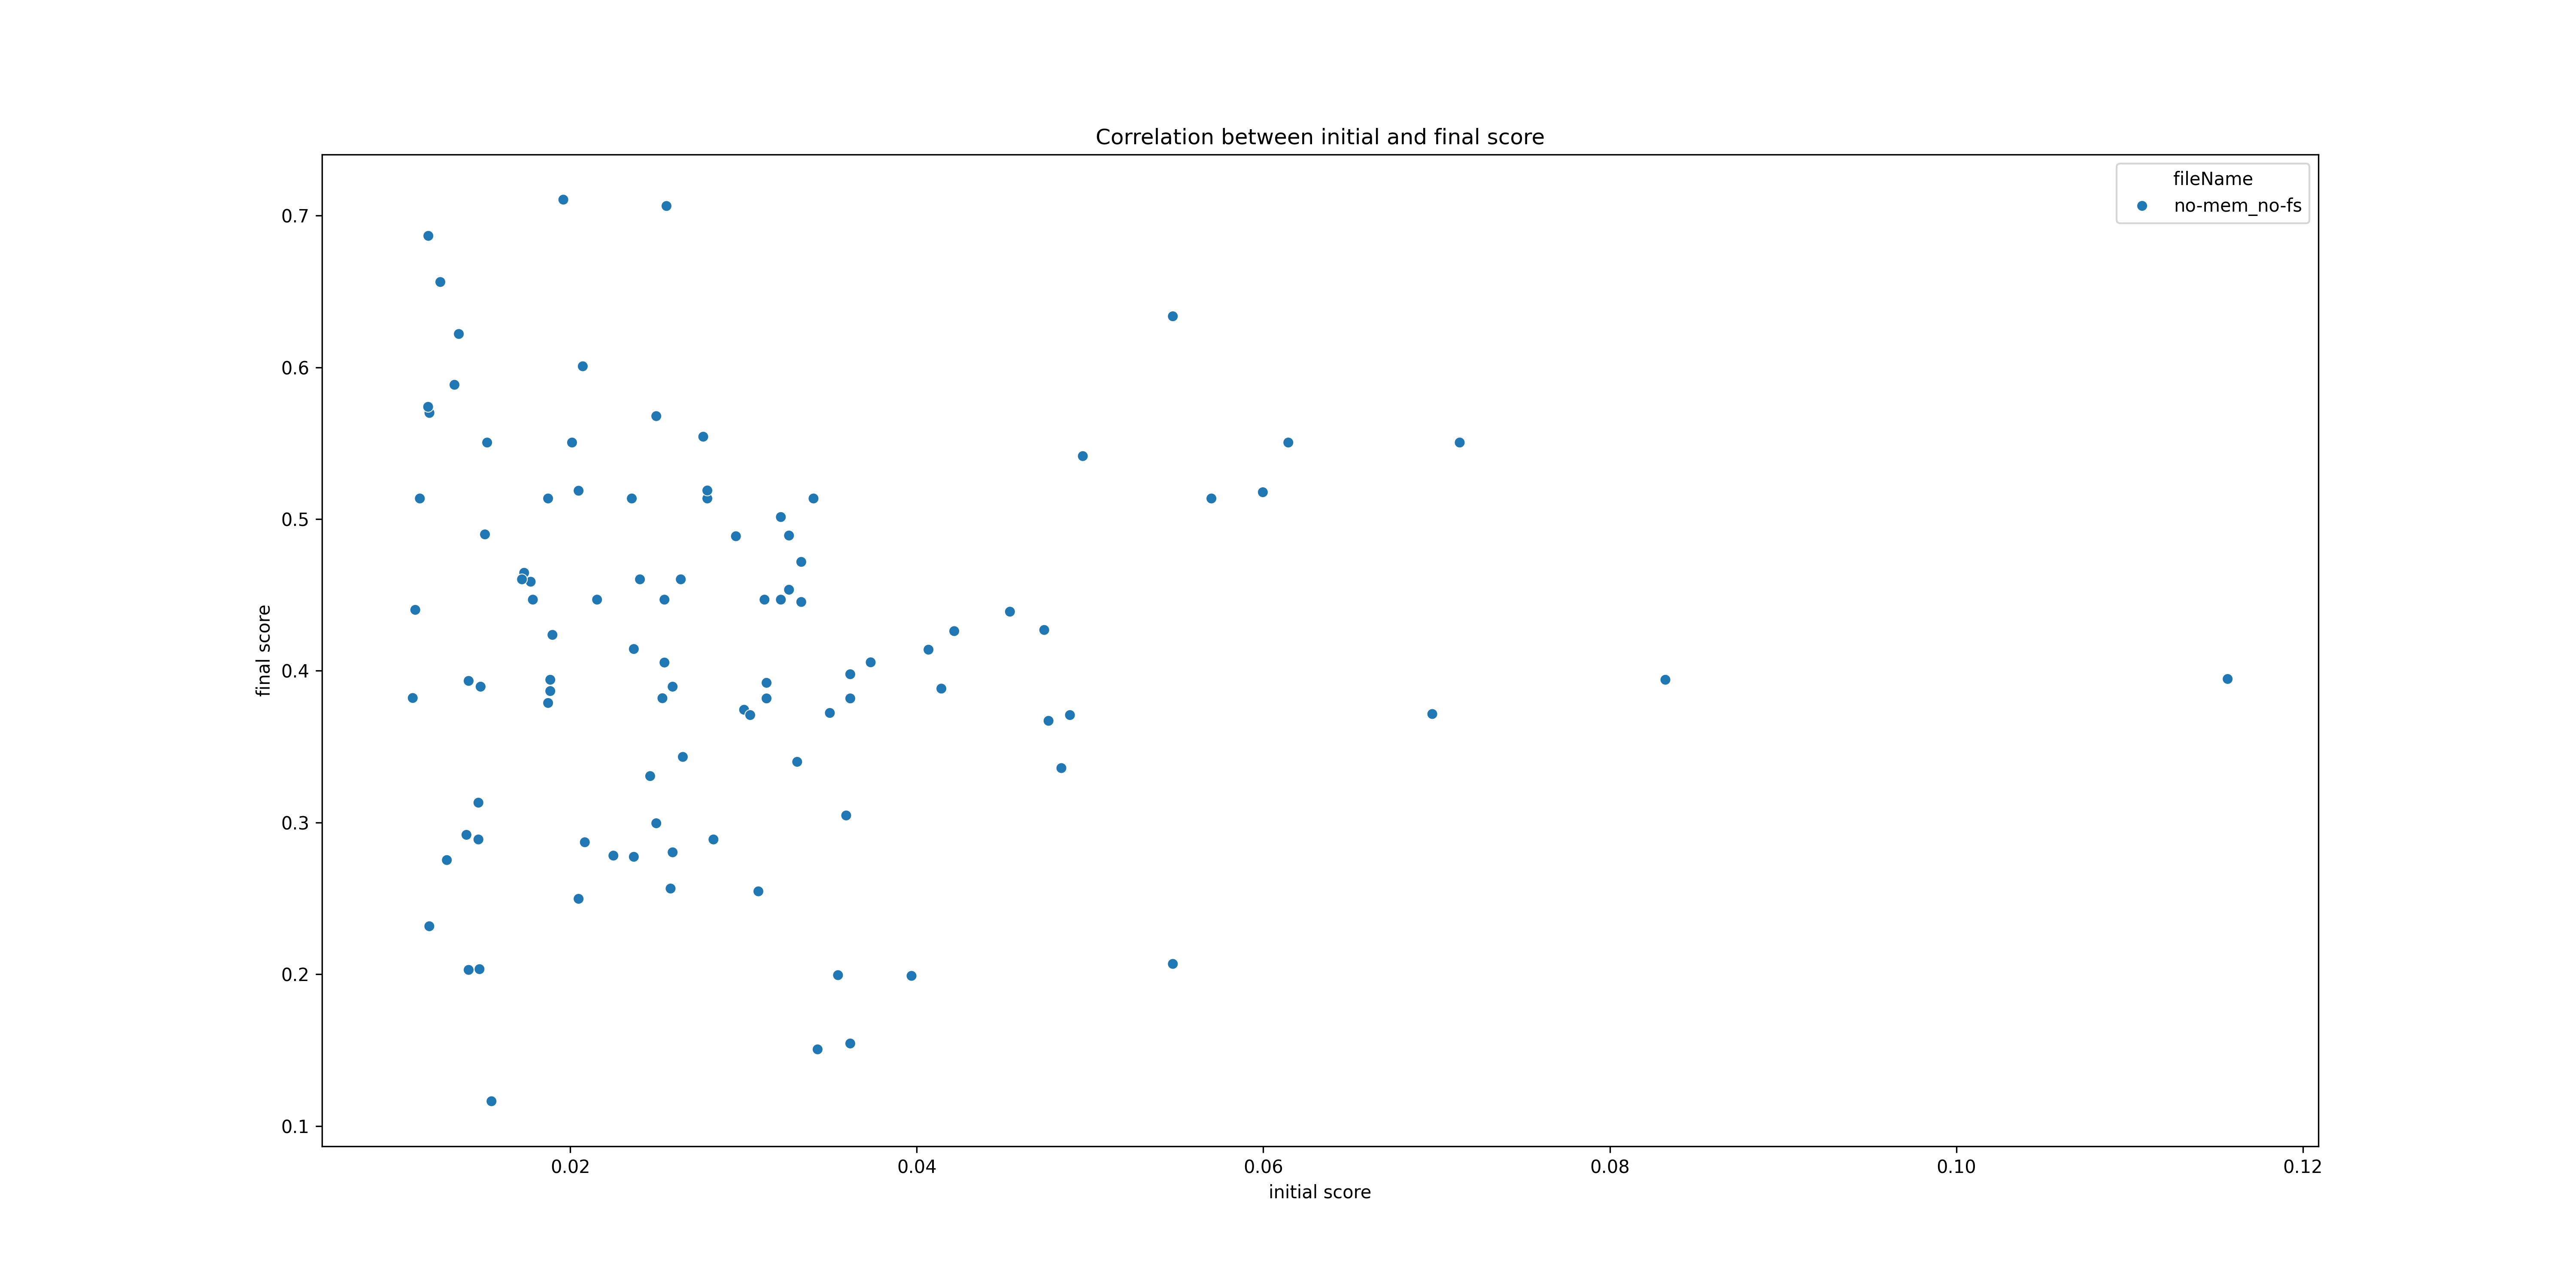 Correlation between initial and final score
fileName
no-mem_no-fs
0.7
0.6
0.5
0.4
0.3
0.2
0.1
final score
0.02 0.04 0.06 0.08 0.10 0.12
initial score